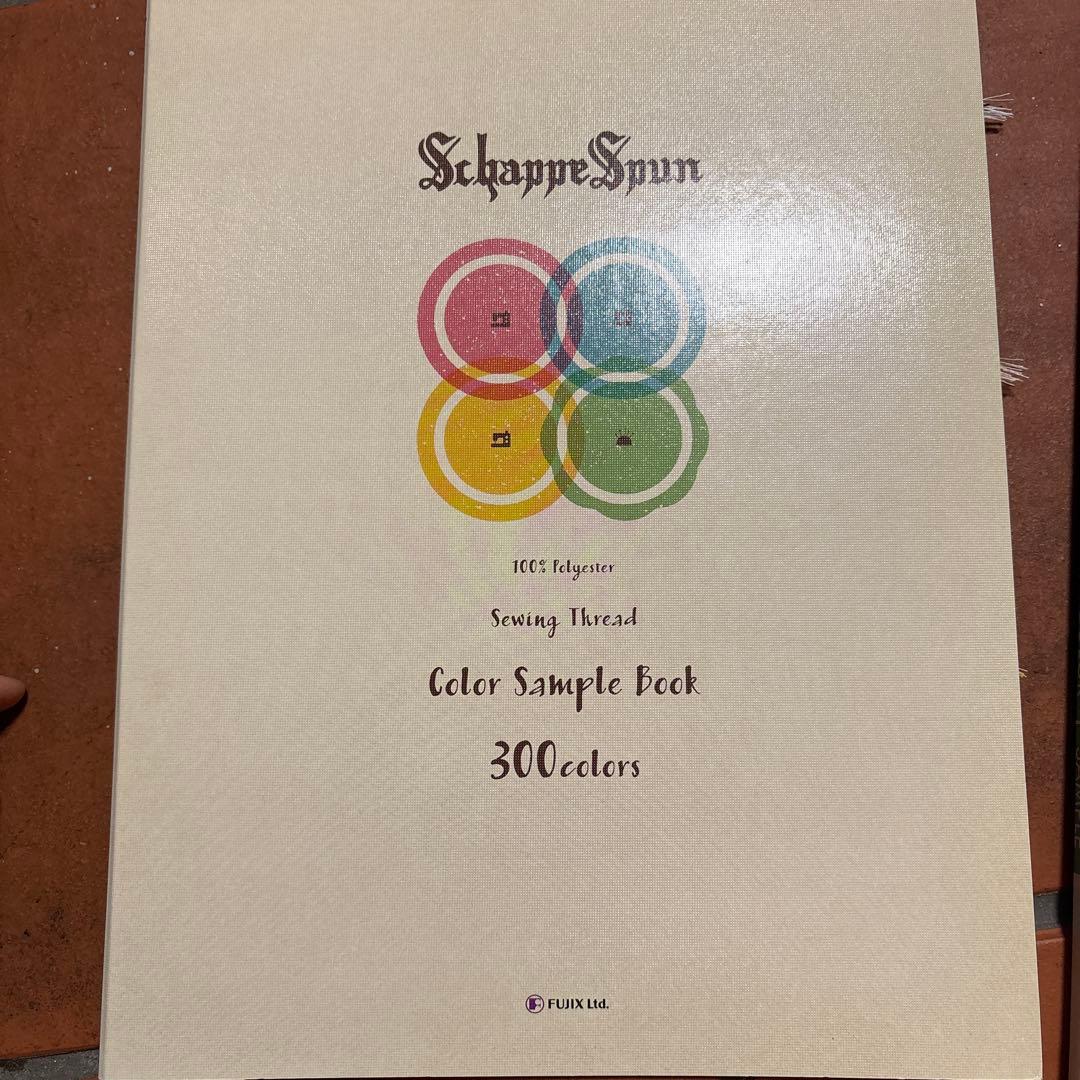 SchappeSpun
100% Polyester
Sewing Thread
Color Sample Book
300colors
FUJIX Ltd.